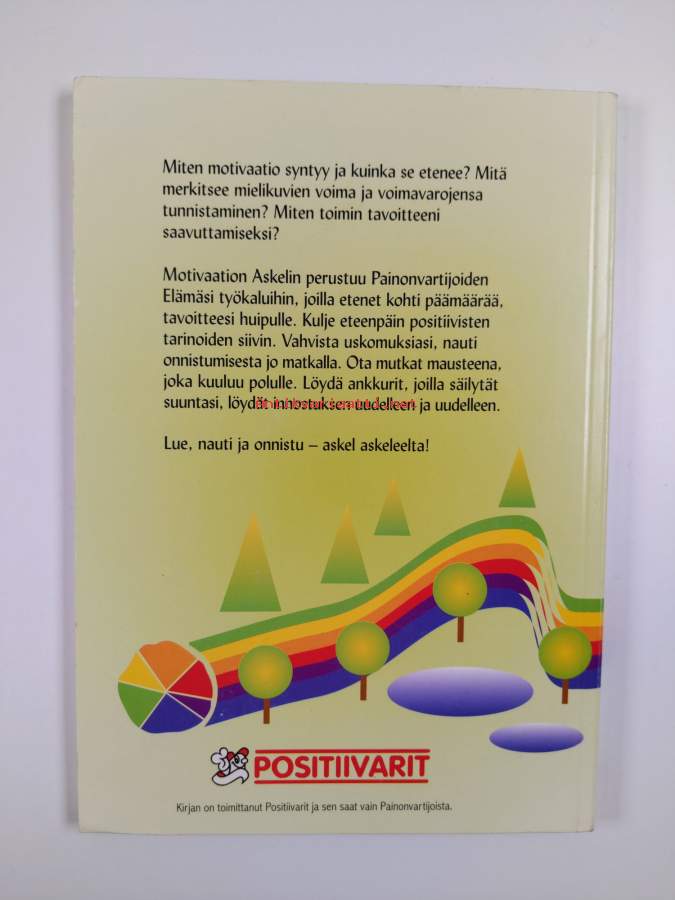 Miten motivaatio syntyy ja kuinka se etenee? Mitä
merkitsee mielikuvien voima ja voimavarojensa
tunnistaminen? Miten toimin tavoitteeni
saavuttamiseksi?
Motivaation Askelin perustuu Painonvartijoiden
Elämäsi työkaluihin, joilla etenet kohti päämäärää,
tavoitteesi huipulle. Kulje eteenpäin positiivisten
tarinoiden siivin. Vahvista uskomuksiasi, nauti
onnistumisesta jo matkalla. Ota mutkat mausteena,
joka kuuluu polulle. Löydä ankkurit, joilla säilytät
suuntasi, löydät innostuksen uudelleen ja uudelleen.
Lue, nauti ja onnistu – askel askeleelta!
POSITIIVARIT
Kirjan on toimittanut Positiivarit ja sen saat vain Painonvartijoista.